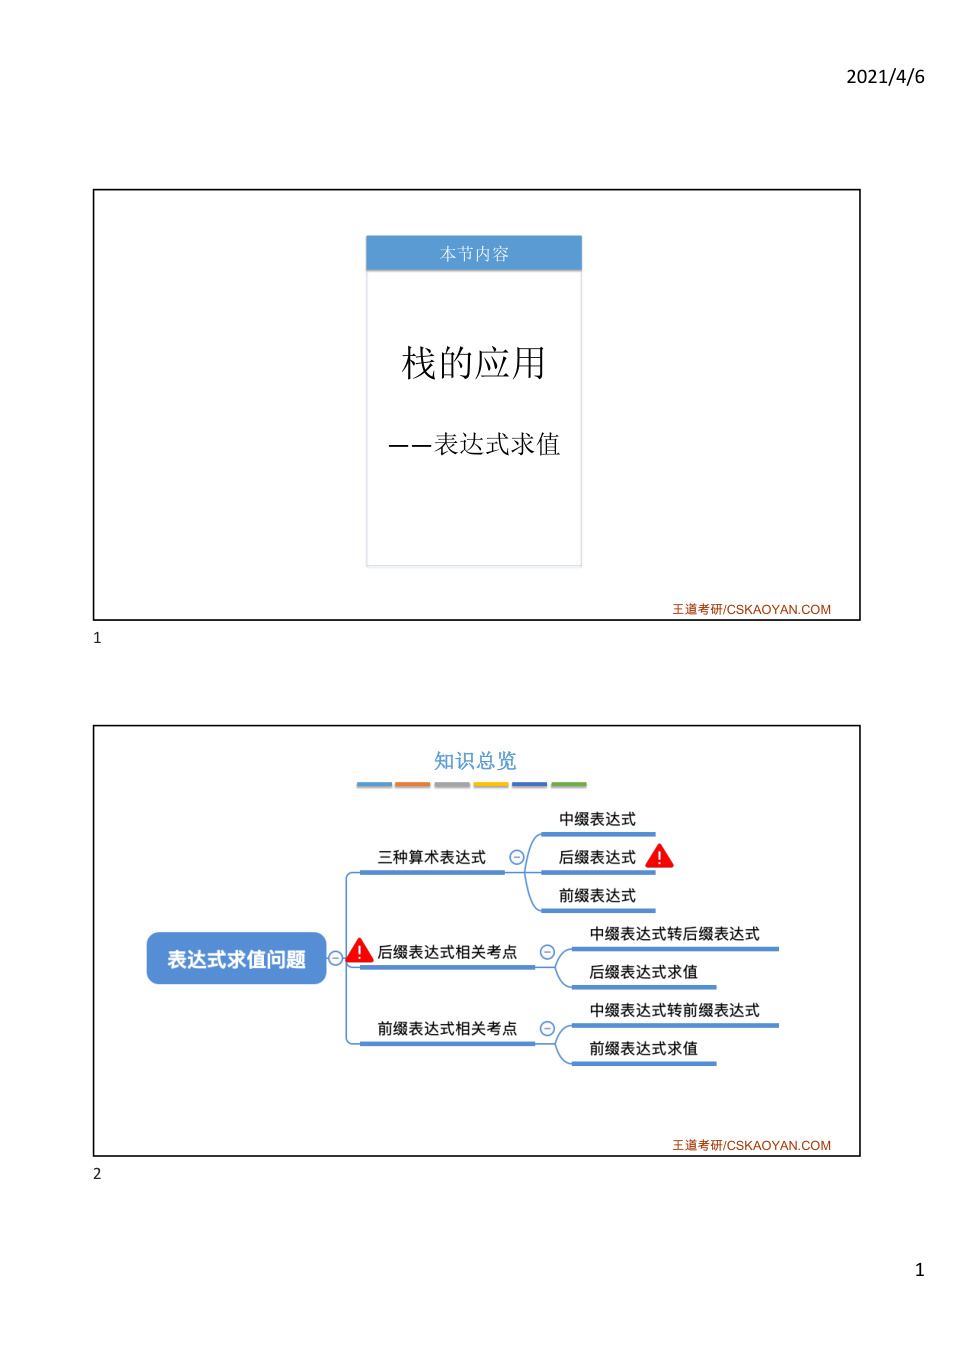 2021/4/6
本节内容
栈的应用
——表达式求值
王道考研/CSKAOYAN.COM
1
知识总览
中缀表达式
三种算术表达式
后缀表达式
前缀表达式
表达式求值问题
后缀表达式相关考点
中缀表达式转后缀表达式
后缀表达式求值
前缀表达式相关考点
中缀表达式转前缀表达式
前缀表达式求值
王道考研/CSKAOYAN.COM
2
1